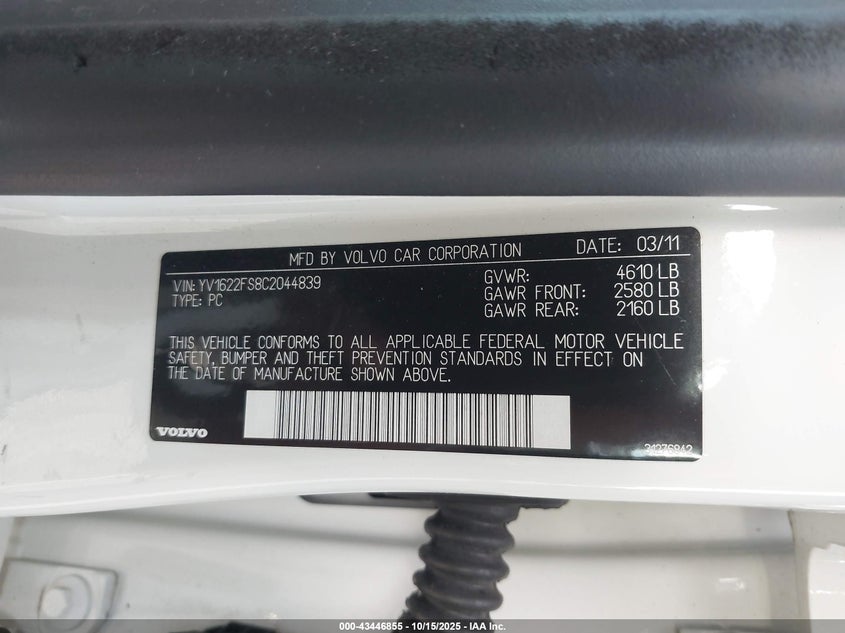 MFD BY VOLVO CAR CORPORATION DATE: 03/11
VIN: YV1622FS8C2044839
TYPE: PC
GVWR: 4610 LB
GAWR FRONT: 2580 LB
GAWR REAR: 2160 LB
THIS VEHICLE CONFORMS TO ALL APPLICABLE FEDERAL MOTOR VEHICLE
SAFETY, BUMPER AND THEFT PREVENTION STANDARDS IN EFFECT ON
THE DATE OF MANUFACTURE SHOWN ABOVE.
VOLVO
31276942
000-43446855 - 10/15/2025 - IAA Inc.